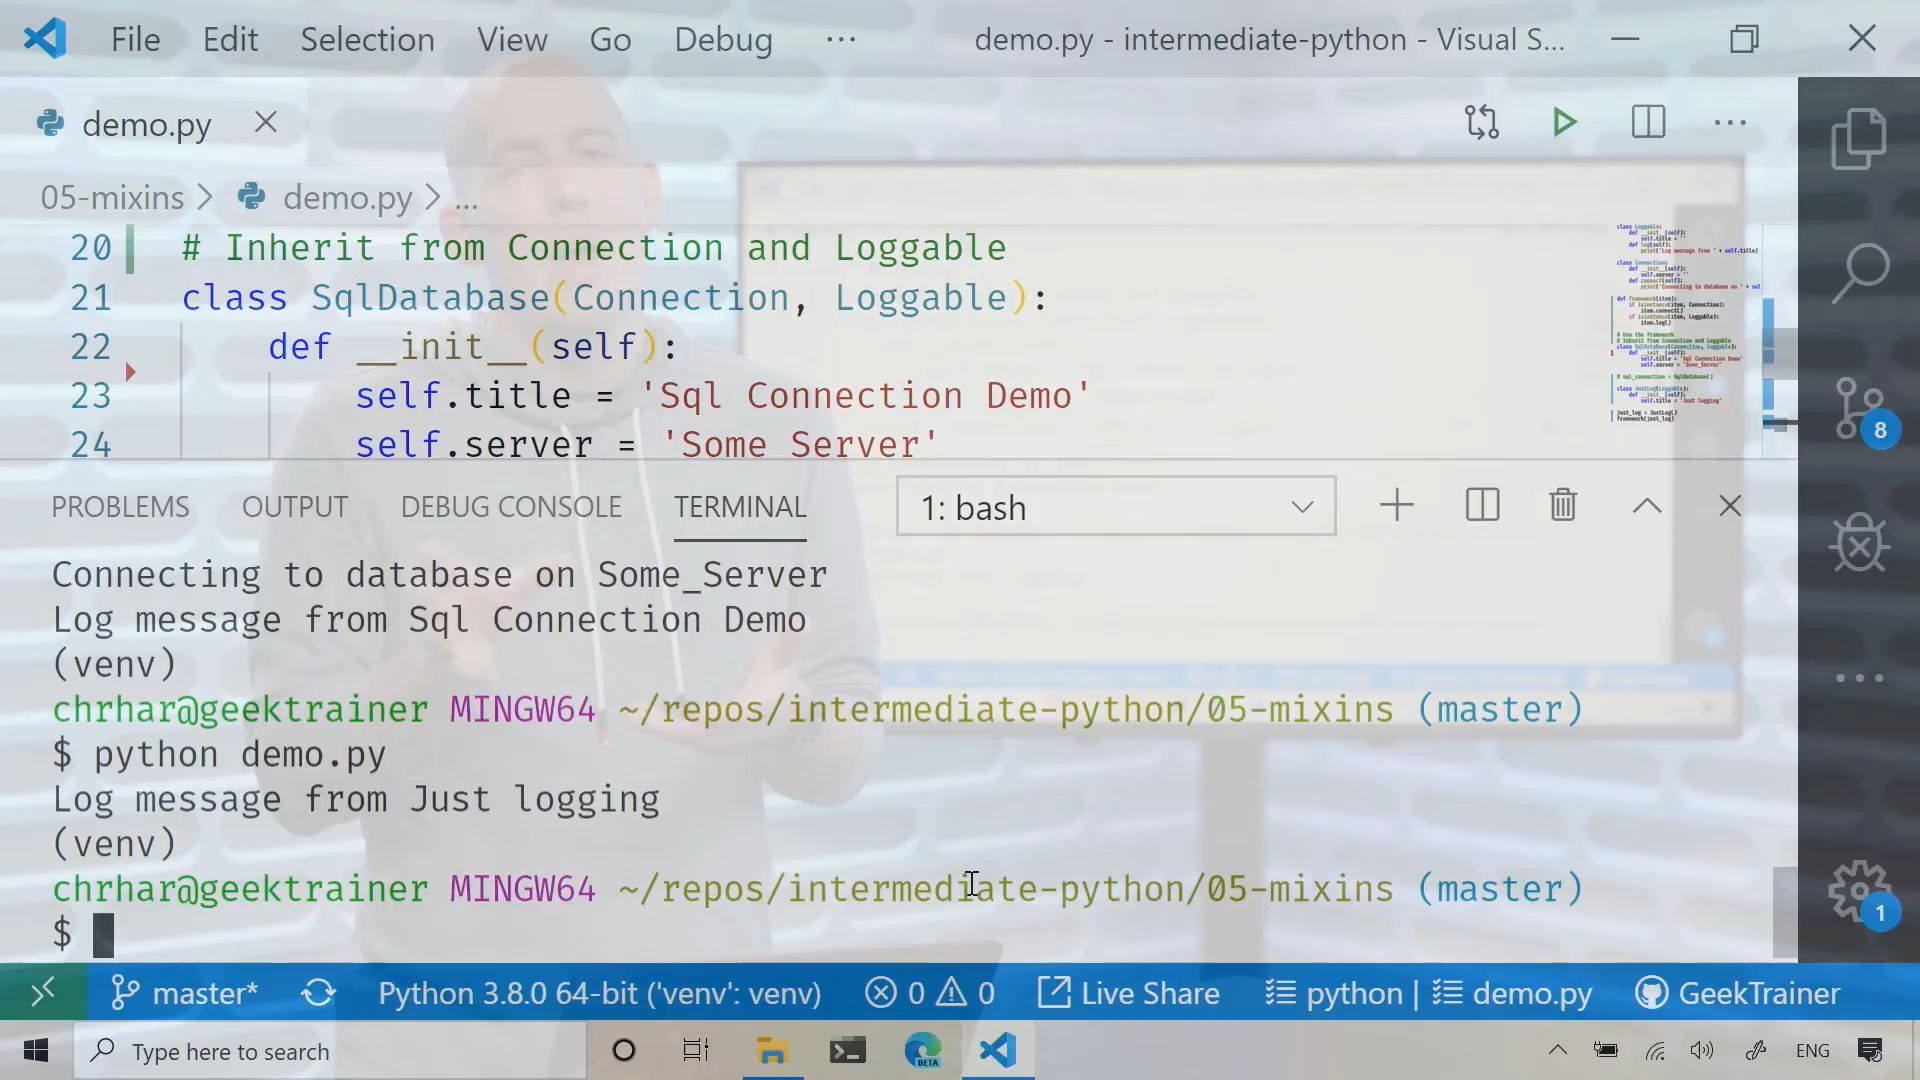 File Edit Selection View Go Debug ... demo.py - intermediate-python - Visual S...
demo.py
05-mixins > demo.py > ...
20 # Inherit from Connection and Loggable
21 class SqlDatabase(Connection, Loggable):
22 def __init__(self):
23 self.title = 'Sql Connection Demo'
24 self.server = 'Some_Server'
PROBLEMS OUTPUT DEBUG CONSOLE TERMINAL 1: bash
Connecting to database on Some_Server
Log message from Sql Connection Demo
(venv)
chrhar@geektrainer MINGW64 ~/repos/intermediate-python/05-mixins (master)
$ python demo.py
Log message from Just logging
(venv)
chrhar@geektrainer MINGW64 ~/repos/intermediate-python/05-mixins (master)
$
8
1
master* Python 3.8.0 64-bit ('venv': venv) 0 0 Live Share python | demo.py GeekTrainer
Type here to search BETA ENG